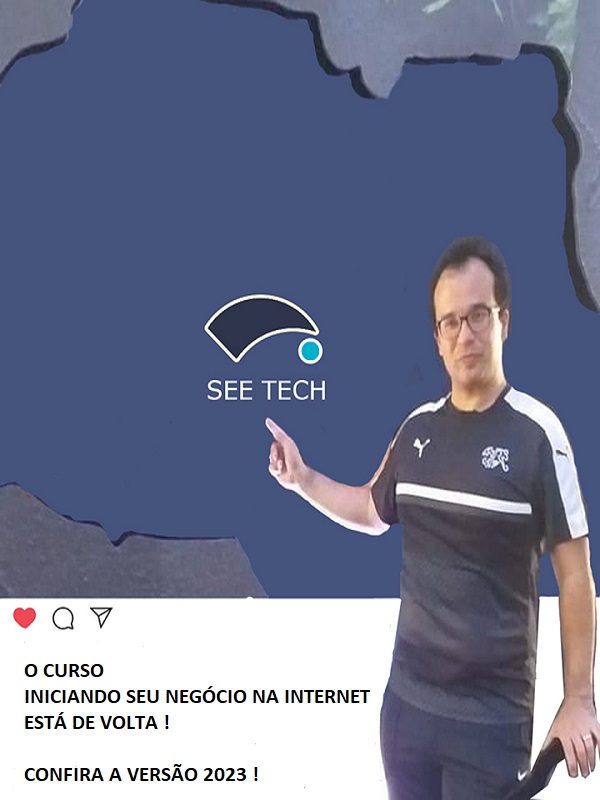 SEE TECH
O CURSO
INICIANDO SEU NEGÓCIO NA INTERNET
ESTÁ DE VOLTA !
CONFIRA A VERSÃO 2023 !